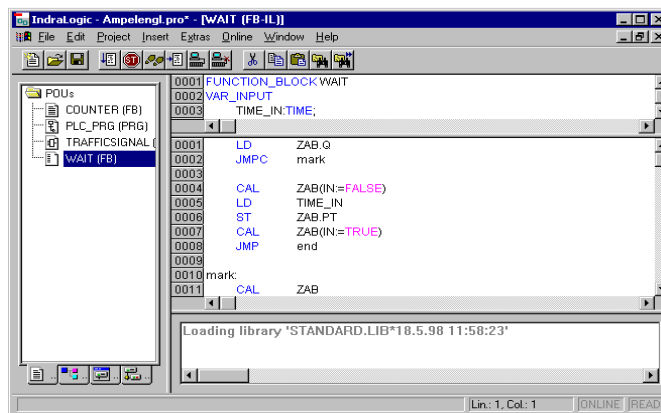 IndraLogic - Ampelengl.pro* - [WAIT (FB-IL)]
File Edit Project Insert Extras Online Window Help
POUs
COUNTER (FB)
PLC_PRG (PRG)
TRAFFICSIGNAL (
WAIT (FB)
0001 FUNCTION_BLOCK WAIT
0002 VAR_INPUT
0003 TIME_IN:TIME;
0001 LD ZAB.Q
0002 JMPC mark
0003
0004 CAL ZAB(IN:=FALSE)
0005 LD TIME_IN
0006 ST ZAB.PT
0007 CAL ZAB(IN:=TRUE)
0008 JMP end
0009
0010 mark:
0011 CAL ZAB
Loading library 'STANDARD.LIB*18.5.98 11:58:23'
Lin.: 1, Col.: 1 ONLINE READ